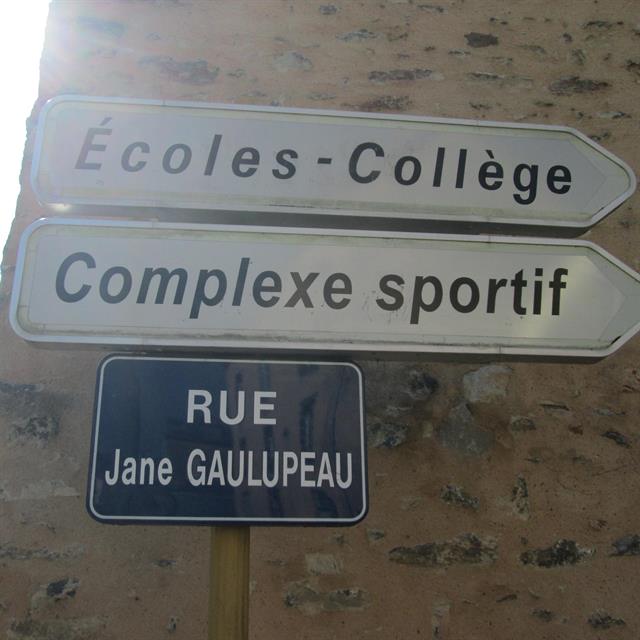 Écoles - Collège
Complexe sportif
RUE
Jane GAULUPEAU